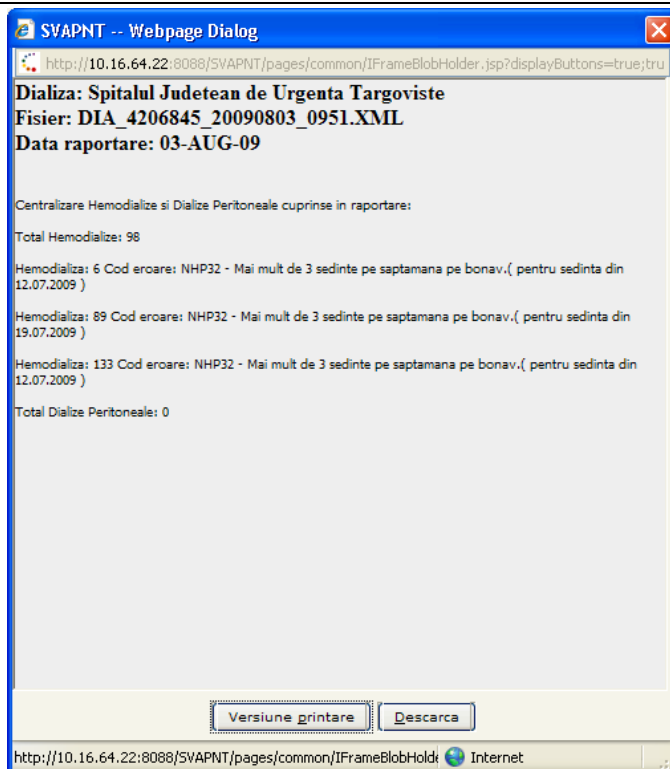 SVAPNT -- Webpage Dialog
http://10.16.64.22:8088/SVAPNT/pages/common/IFrameBlobHolder.jsp?displayButtons=true;tru
Dializa: Spitalul Judetean de Urgenta Targoviste
Fisier: DIA_4206845_20090803_0951.XML
Data raportare: 03-AUG-09
Centralizare Hemodialize si Dialize Peritoneale cuprinse in raportare:
Total Hemodialize: 98
Hemodializa: 6 Cod eroare: NHP32 - Mai mult de 3 sedinte pe saptamana pe bonav.( pentru sedinta din
12.07.2009 )
Hemodializa: 89 Cod eroare: NHP32 - Mai mult de 3 sedinte pe saptamana pe bonav.( pentru sedinta din
19.07.2009 )
Hemodializa: 133 Cod eroare: NHP32 - Mai mult de 3 sedinte pe saptamana pe bonav.( pentru sedinta din
12.07.2009 )
Total Dialize Peritoneale: 0
Versiune printare Descarca
http://10.16.64.22:8088/SVAPNT/pages/common/IFrameBlobHolde Internet